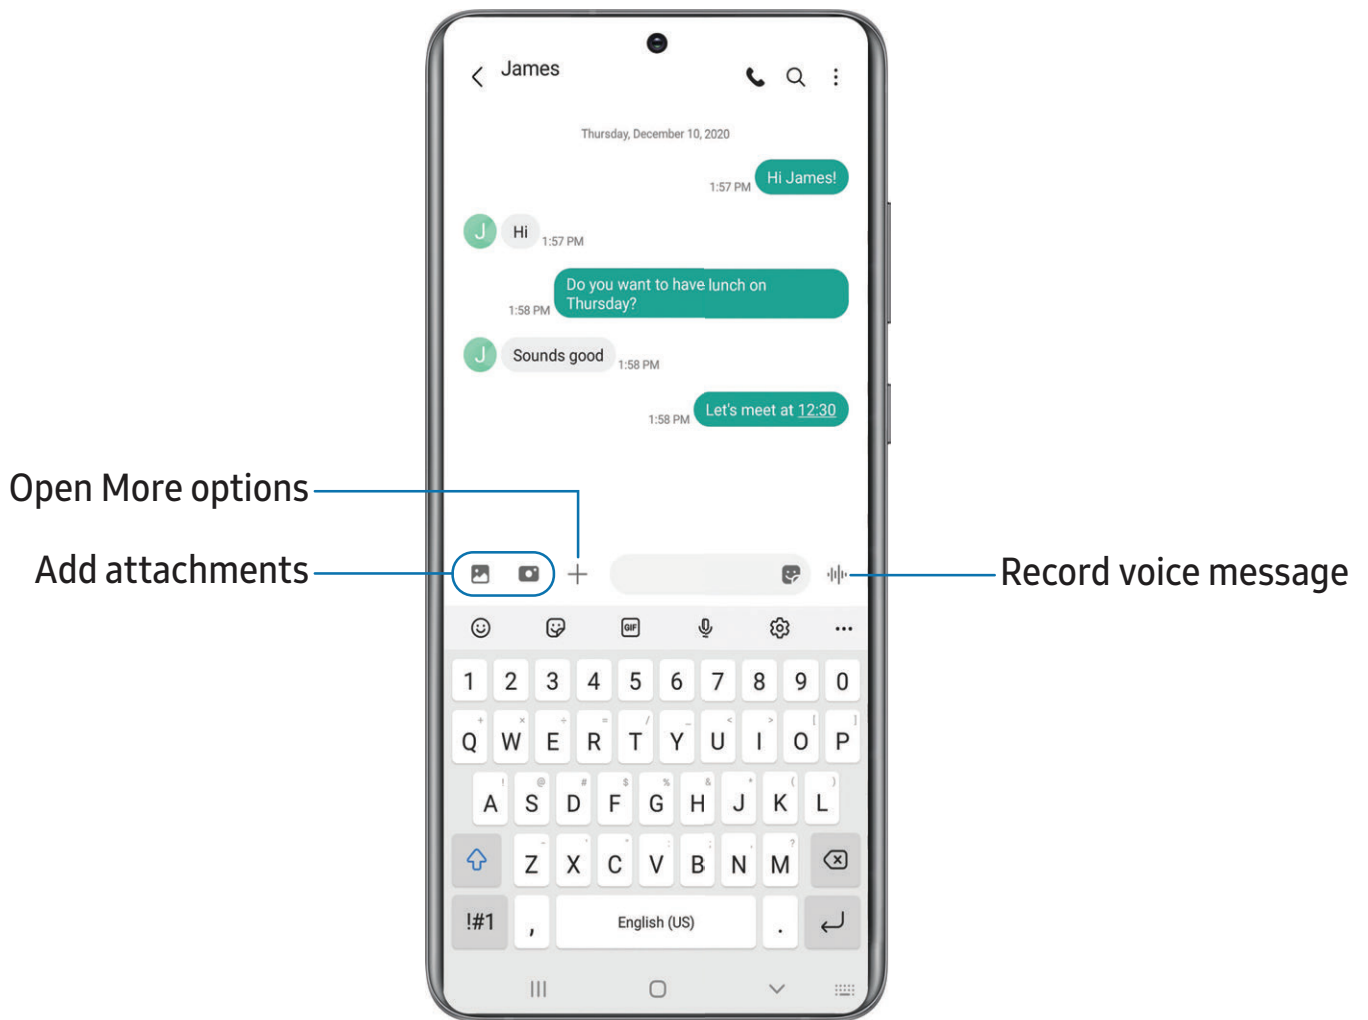 James
Thursday, December 10, 2020
1:57 PM Hi James!
J Hi 1:57 PM
Do you want to have lunch on
1:58 PM Thursday?
J Sounds good 1:58 PM
1:58 PM Let's meet at 12:30
Open More options
Add attachments
Record voice message
GIF
1 2 3 4 5 6 7 8 9 0
+ × ÷ = / _ < > [ ]
Q W E R T Y U I O P
! @ # $ % & * ( )
A S D F G H J K L
- ' " : ; , ?
Z X C V B N M
!#1 , English (US) .